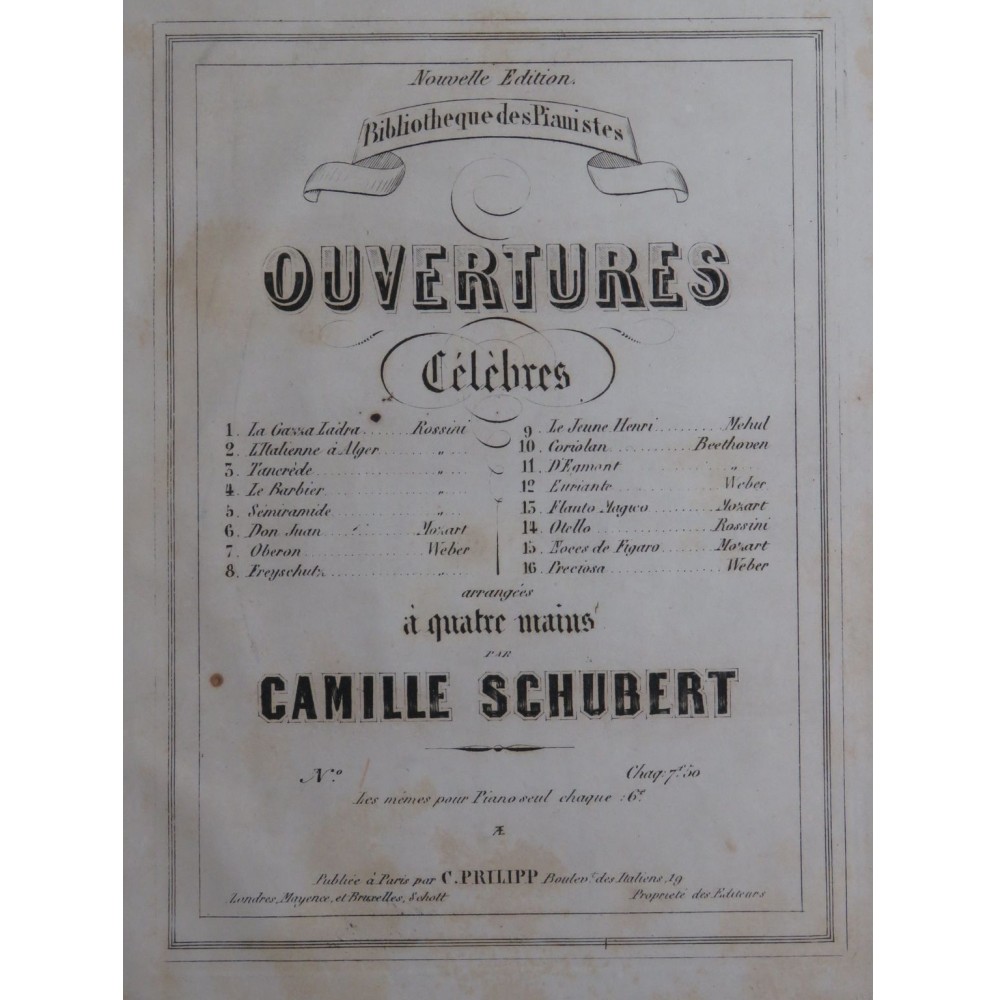 Nouvelle Edition.
Bibliotheque des Pianistes
OUVERTURES
Célèbres
1. La Gazza Ladra ....... Rossini
2. L'Italienne à Alger ....... "
3. Tancrède ....... "
4. Le Barbier ....... "
5. Sémiramide ....... "
6. Don Juan ....... Mozart
7. Oberon ....... Weber
8. Freyschutz ....... "
9. Le Jeune Henri ....... Mehul
10. Coriolan ....... Beethoven
11. D'Egmont ....... "
12. Euriante ....... Weber
13. Flauto Magico ....... Mozart
14. Otello ....... Rossini
15. Noces de Figaro ....... Mozart
16. Preciosa ....... Weber
arrangées
à quatre mains
PAR
CAMILLE SCHUBERT
N.º Chaq: 7f 50
Les mêmes pour Piano seul chaque : 6f
Æ
Publiée à Paris par C. PRILIPP Boulevt des Italiens, 19
Londres, Mayence, et Bruxelles, Schott Propriété des Editeurs